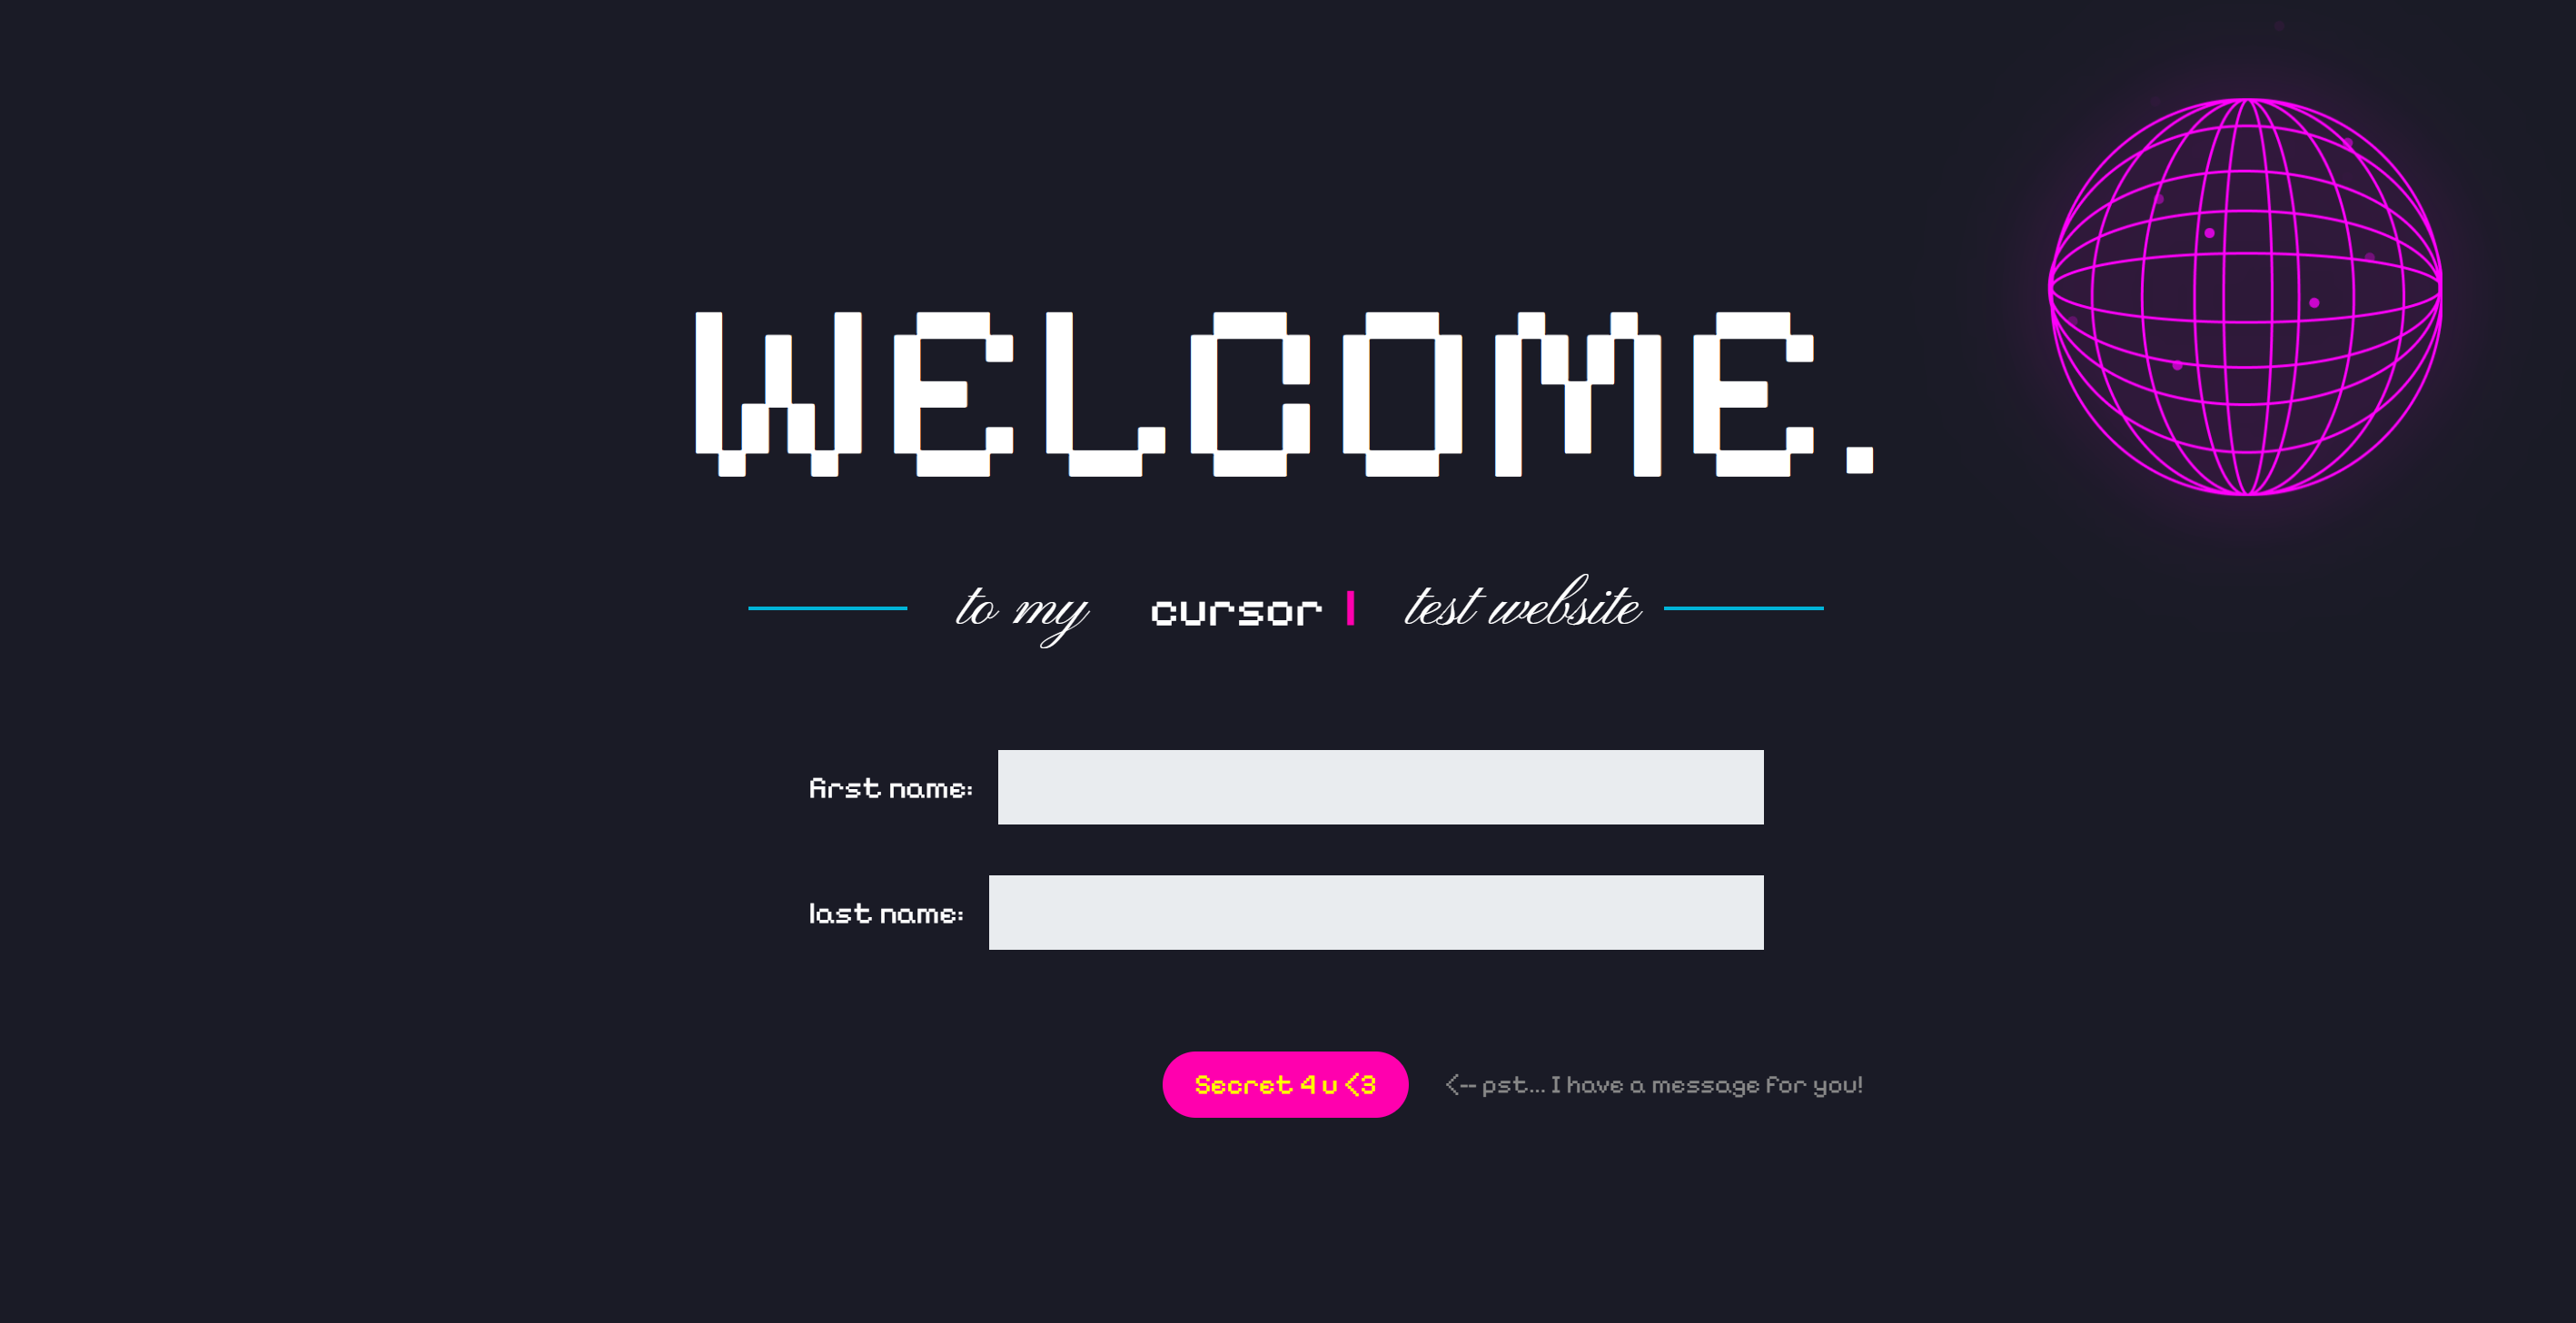 WELCOME.
to my cursor test website
first name:
last name:
Secret 4 u <3 <-- pst... I have a message for you!